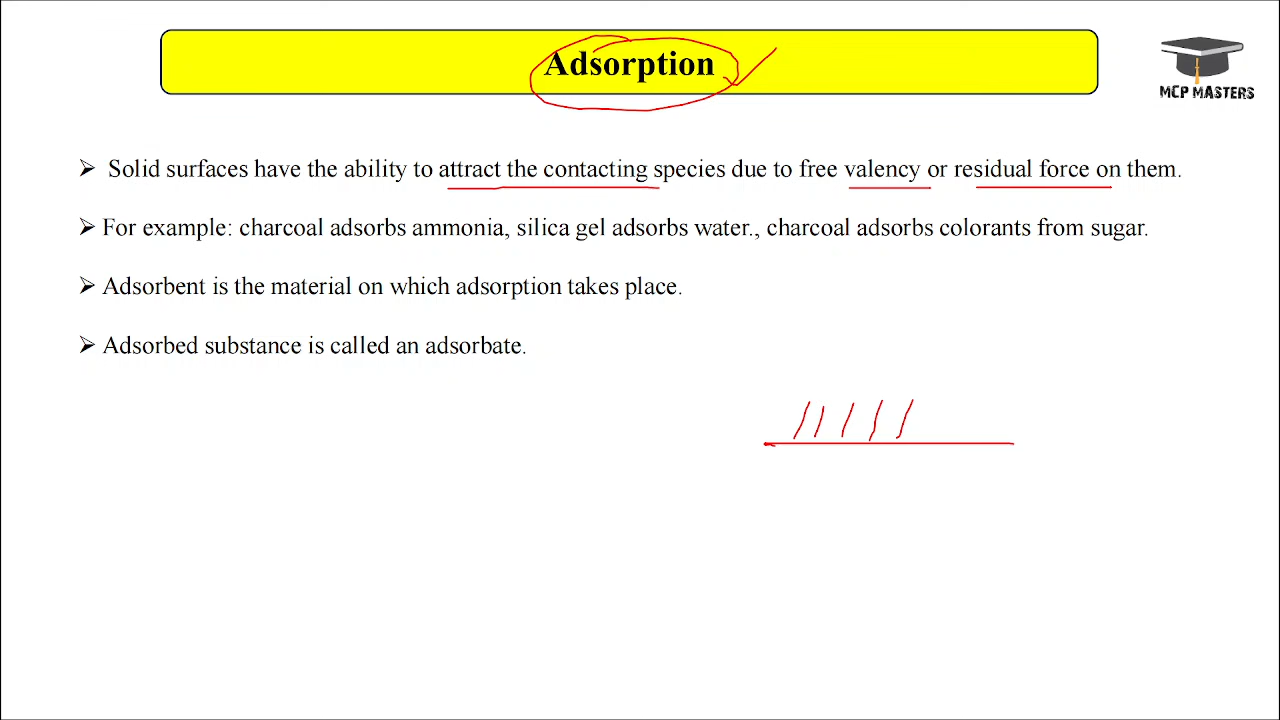 Adsorption
MCP MASTERS
➢ Solid surfaces have the ability to attract the contacting species due to free valency or residual force on them.
➢ For example: charcoal adsorbs ammonia, silica gel adsorbs water., charcoal adsorbs colorants from sugar.
➢ Adsorbent is the material on which adsorption takes place.
➢ Adsorbed substance is called an adsorbate.